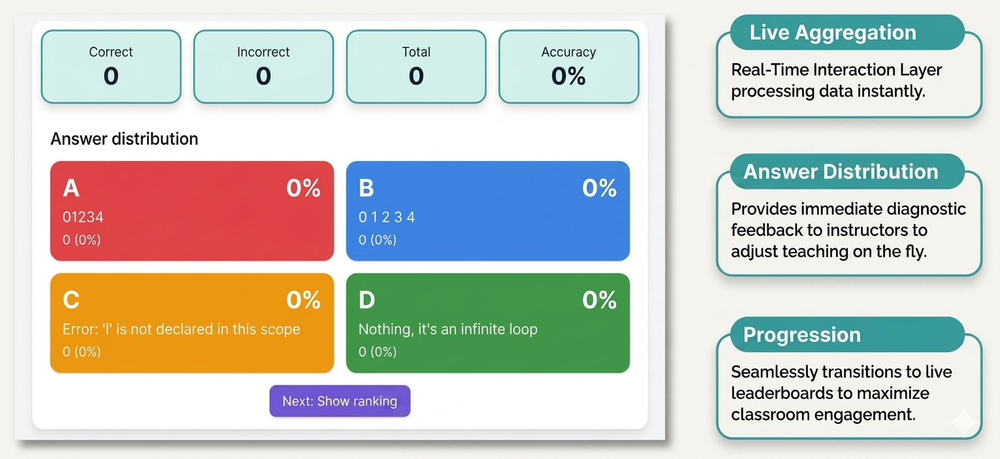 Correct
0
Incorrect
0
Total
0
Accuracy
0%
Answer distribution
A
0%
01234
0 (0%)
B
0%
0 1 2 3 4
0 (0%)
C
0%
Error: 'l' is not declared in this scope
0 (0%)
D
0%
Nothing, it's an infinite loop
0 (0%)
Next: Show ranking
Live Aggregation
Real-Time Interaction Layer
processing data instantly.
Answer Distribution
Provides immediate diagnostic
feedback to instructors to
adjust teaching on the fly.
Progression
Seamlessly transitions to live
leaderboards to maximize
classroom engagement.